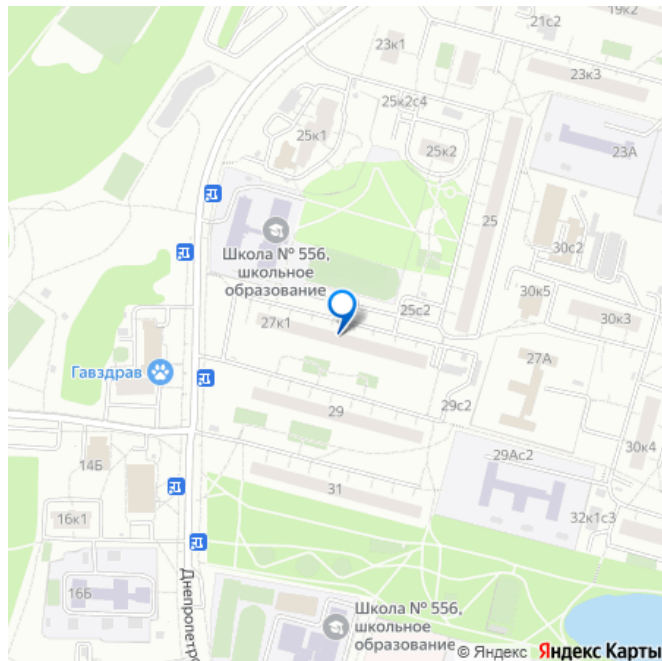 19к2
21с2
23к1
23к3
25к2с4
25к1
25к2
23А
25
Школа № 556,
школьное
образование
30с2
30к5
25с2
30к3
27к1
27А
Гавздрав
29с2
29
29Ас2
30к4
14Б
31
16к1
32к1с3
16Б
Днепропетро
Школа № 556,
школьное
образование
© Яндекс Яндекс Карты